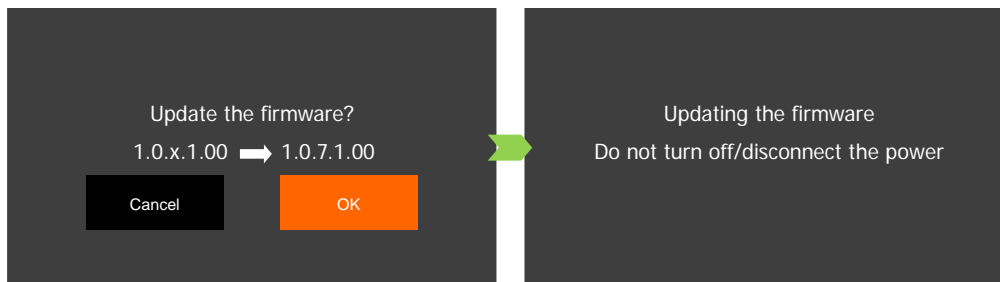 Update the firmware?
1.0.x.1.00 1.0.7.1.00
Cancel OK
Updating the firmware
Do not turn off/disconnect the power